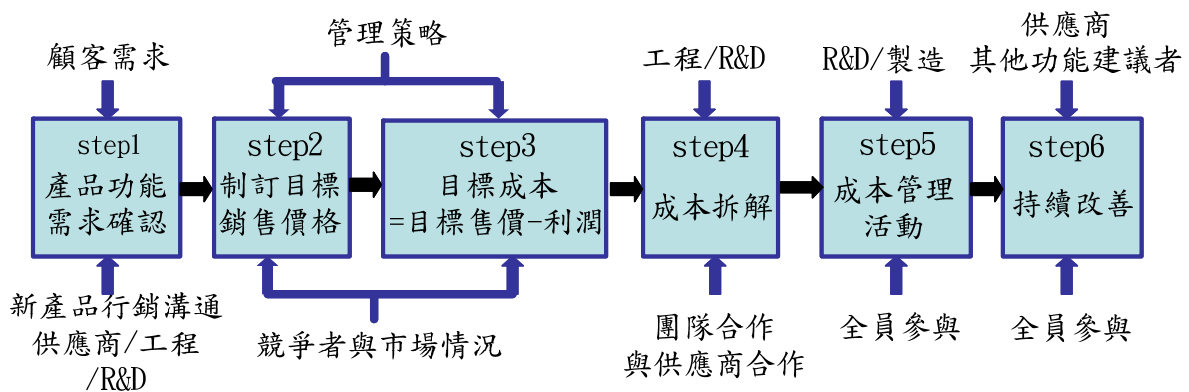 顧客需求
管理策略
工程/R&D
R&D/製造
供應商
其他功能建議者
step1
產品功能
需求確認
step2
制訂目標
銷售價格
step3
目標成本
=目標售價-利潤
step4
成本拆解
step5
成本管理
活動
step6
持續改善
新產品行銷溝通
供應商/工程
/R&D
競爭者與市場情況
團隊合作
與供應商合作
全員參與
全員參與